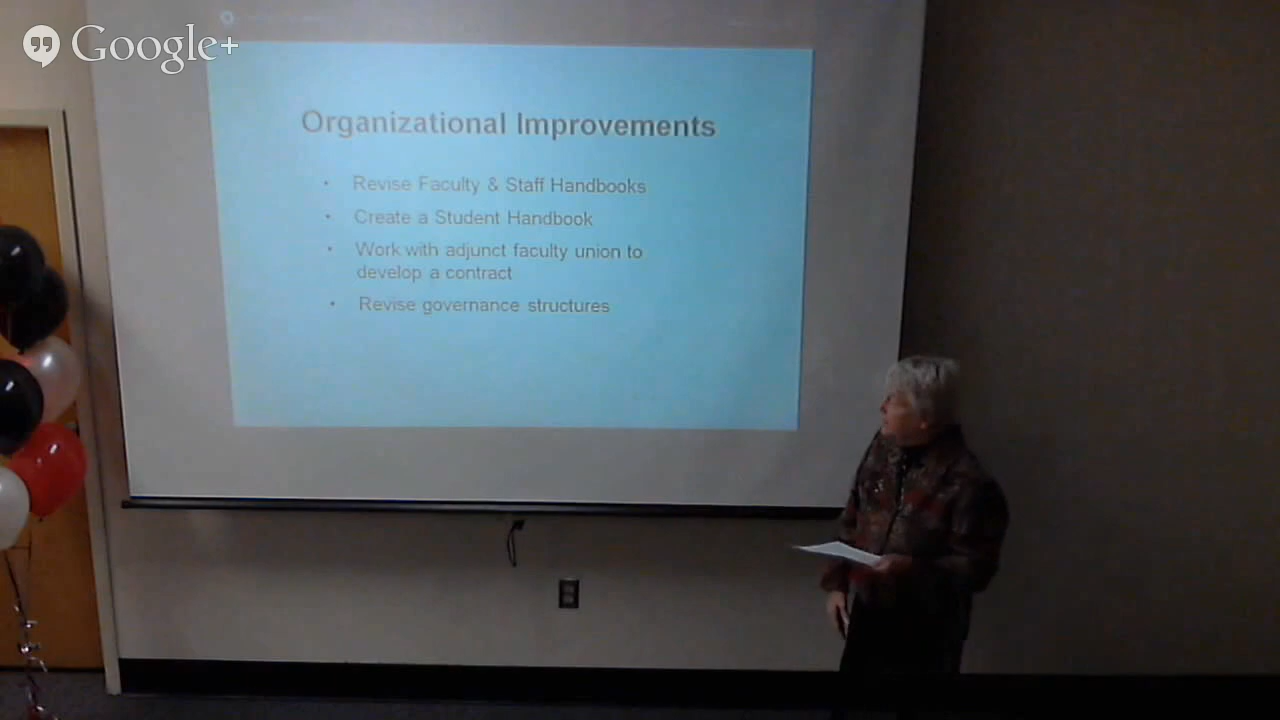 Google+
Organizational Improvements
• Revise Faculty & Staff Handbooks
• Create a Student Handbook
• Work with adjunct faculty union to
develop a contract
• Revise governance structures